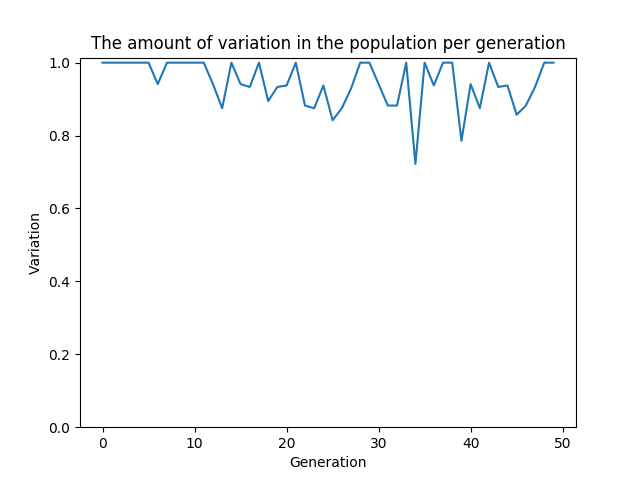 The amount of variation in the population per generation
1.0
0.8
0.6
0.4
0.2
0.0
Variation
0 10 20 30 40 50
Generation